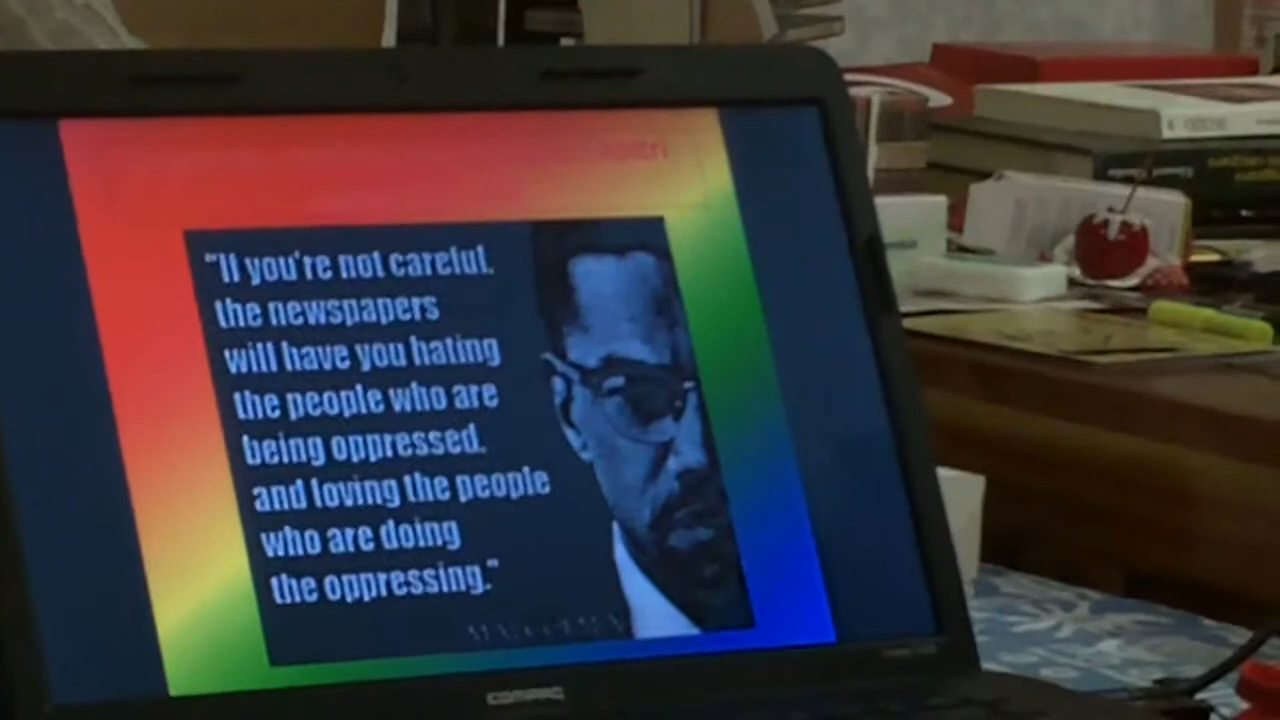 "If you're not careful,
the newspapers
will have you hating
the people who are
being oppressed,
and loving the people
who are doing
the oppressing."
COMPAQ